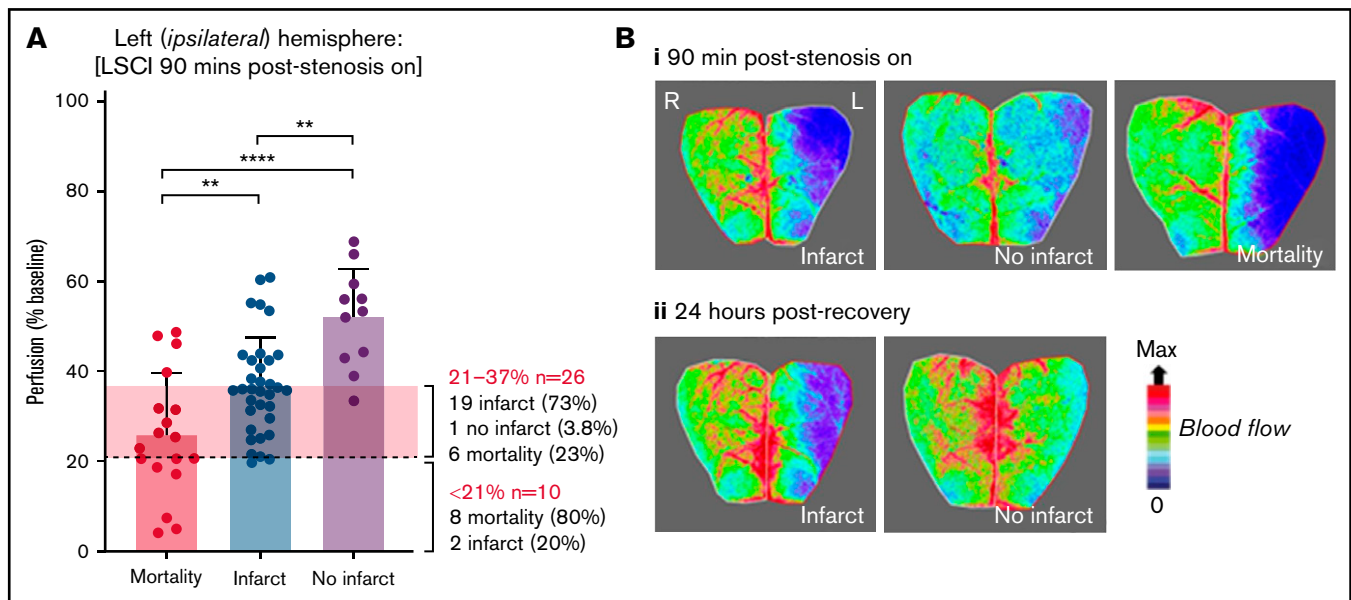 A
Left (ipsilateral) hemisphere:
[LSCI 90 mins post-stenosis on]
Perfusion (% baseline)
100
80
60
40
20
0
**
****
**
Mortality
Infarct
No infarct
21–37% n=26
19 infarct (73%)
1 no infarct (3.8%)
6 mortality (23%)
<21% n=10
8 mortality (80%)
2 infarct (20%)
B
i 90 min post-stenosis on
R
L
Infarct
No infarct
Mortality
ii 24 hours post-recovery
Infarct
No infarct
Max
Blood flow
0